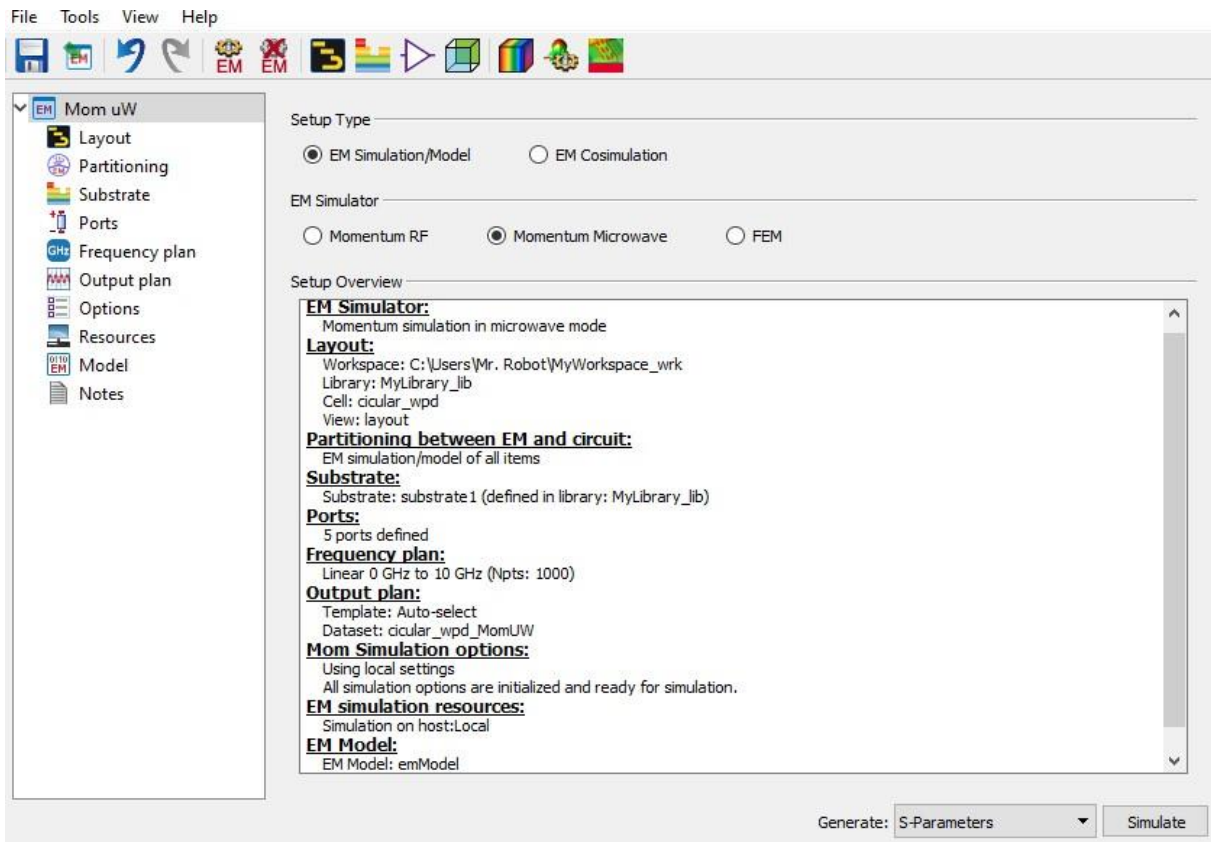 File Tools View Help
EM EM EM
EM Mom uW
Layout
Partitioning
Substrate
Ports
GHz Frequency plan
Output plan
Options
Resources
0110 EM Model
Notes
Setup Type
EM Simulation/Model EM Cosimulation
EM Simulator
Momentum RF Momentum Microwave FEM
Setup Overview
EM Simulator:
Momentum simulation in microwave mode
Layout:
Workspace: C:\Users\Mr. Robot\MyWorkspace_wrk
Library: MyLibrary_lib
Cell: cicular_wpd
View: layout
Partitioning between EM and circuit:
EM simulation/model of all items
Substrate:
Substrate: substrate1 (defined in library: MyLibrary_lib)
Ports:
5 ports defined
Frequency plan:
Linear 0 GHz to 10 GHz (Npts: 1000)
Output plan:
Template: Auto-select
Dataset: cicular_wpd_MomUW
Mom Simulation options:
Using local settings
All simulation options are initialized and ready for simulation.
EM simulation resources:
Simulation on host:Local
EM Model:
EM Model: emModel
Generate: S-Parameters Simulate